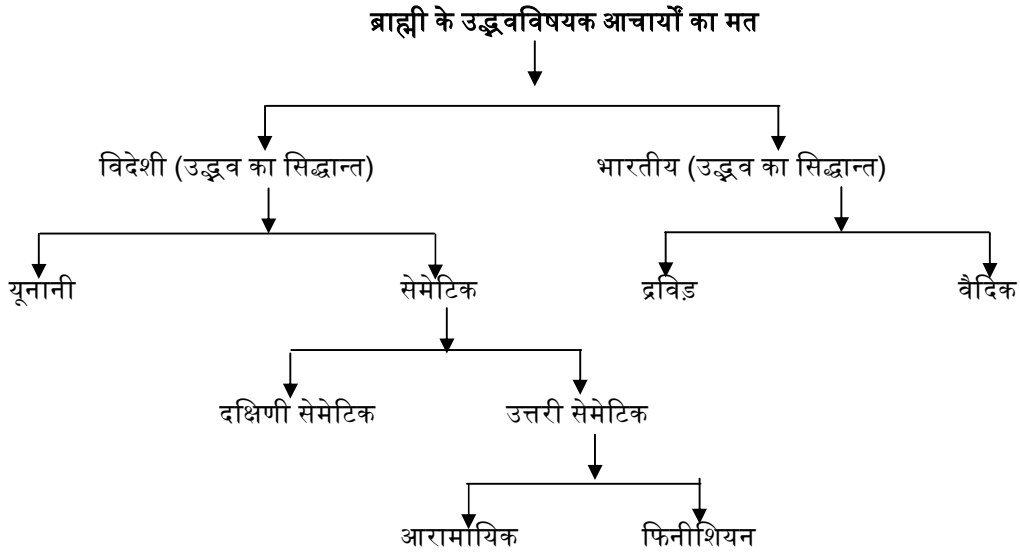 ब्राह्मी के उद्भवविषयक आचार्यों का मत
विदेशी (उद्भव का सिद्धान्त)
भारतीय (उद्भव का सिद्धान्त)
यूनानी
सेमेटिक
द्रविड़
वैदिक
दक्षिणी सेमेटिक
उत्तरी सेमेटिक
आरामायिक
फिनीशियन